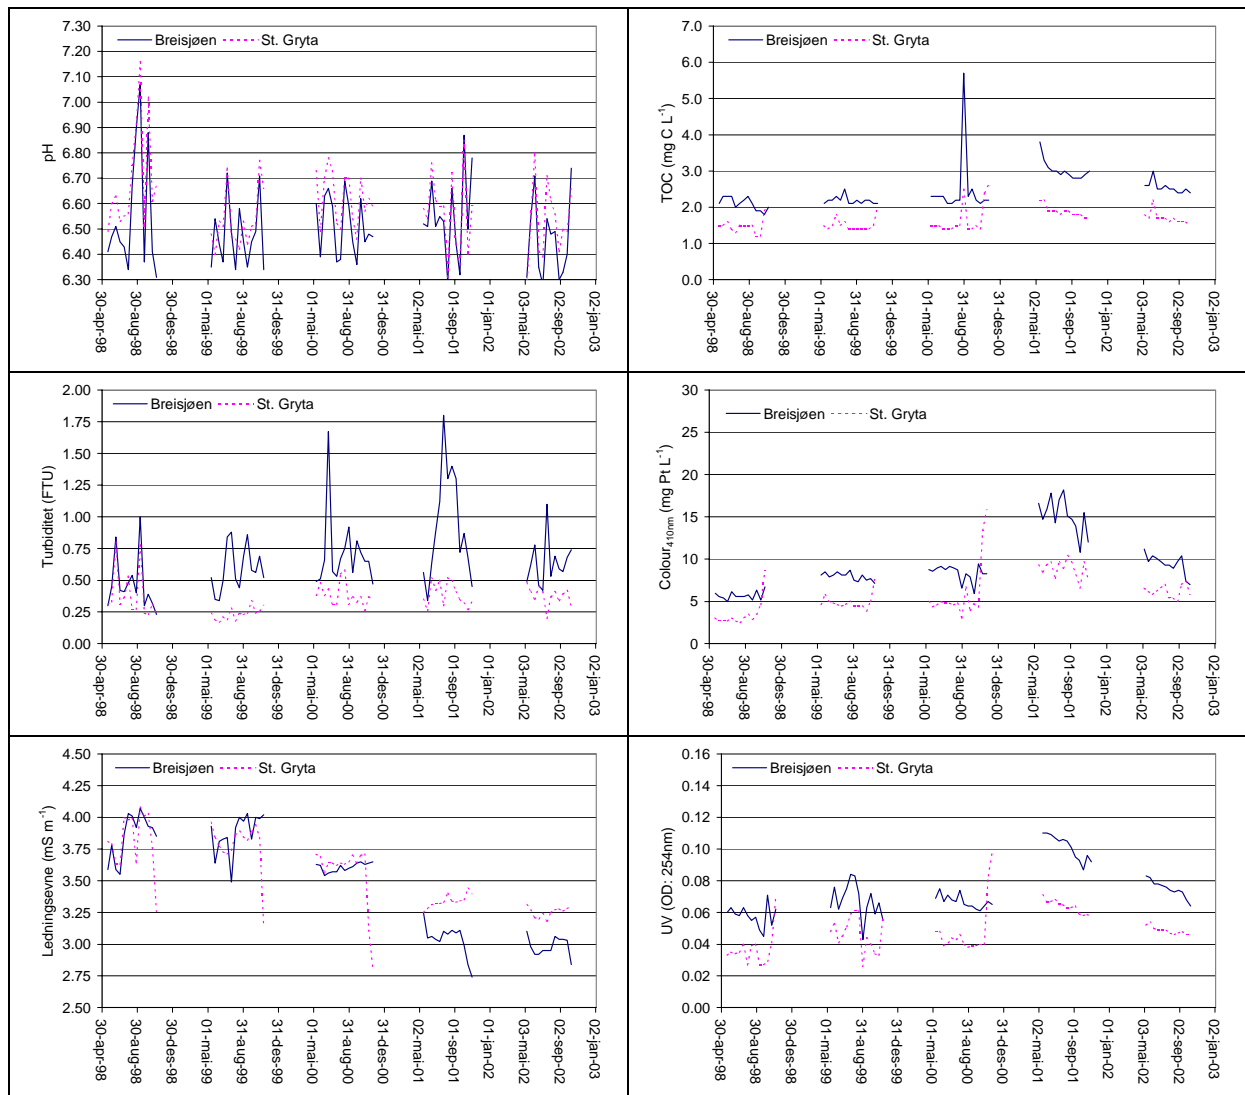 7.30
7.20
7.10
7.00
6.90
6.80
6.70
6.60
6.50
6.40
6.30
pH
Breisjøen
St. Gryta
30-apr-98
30-aug-98
30-des-98
01-mai-99
31-aug-99
31-des-99
01-mai-00
31-aug-00
31-des-00
02-mai-01
01-sep-01
01-jan-02
03-mai-02
02-sep-02
02-jan-03
7.0
6.0
5.0
4.0
3.0
2.0
1.0
0.0
TOC (mg C L-1)
Breisjøen
St. Gryta
30-apr-98
30-aug-98
30-des-98
01-mai-99
31-aug-99
31-des-99
01-mai-00
31-aug-00
31-des-00
02-mai-01
01-sep-01
01-jan-02
03-mai-02
02-sep-02
02-jan-03
2.00
1.75
1.50
1.25
1.00
0.75
0.50
0.25
0.00
Turbiditet (FTU)
Breisjøen
St. Gryta
30-apr-98
30-aug-98
30-des-98
01-mai-99
31-aug-99
31-des-99
01-mai-00
31-aug-00
31-des-00
02-mai-01
01-sep-01
01-jan-02
03-mai-02
02-sep-02
02-jan-03
30
25
20
15
10
5
0
Colour410nm (mg Pt L-1)
Breisjøen
St. Gryta
30-apr-98
30-aug-98
30-des-98
01-mai-99
31-aug-99
31-des-99
01-mai-00
31-aug-00
31-des-00
02-mai-01
01-sep-01
01-jan-02
03-mai-02
02-sep-02
02-jan-03
4.50
4.25
4.00
3.75
3.50
3.25
3.00
2.75
2.50
Ledningsevne (mS m-1)
Breisjøen
St. Gryta
30-apr-98
30-aug-98
30-des-98
01-mai-99
31-aug-99
31-des-99
01-mai-00
31-aug-00
31-des-00
02-mai-01
01-sep-01
01-jan-02
03-mai-02
02-sep-02
02-jan-03
0.16
0.14
0.12
0.10
0.08
0.06
0.04
0.02
0.00
UV (OD: 254nm)
Breisjøen
St. Gryta
30-apr-98
30-aug-98
30-des-98
01-mai-99
31-aug-99
31-des-99
01-mai-00
31-aug-00
31-des-00
02-mai-01
01-sep-01
01-jan-02
03-mai-02
02-sep-02
02-jan-03